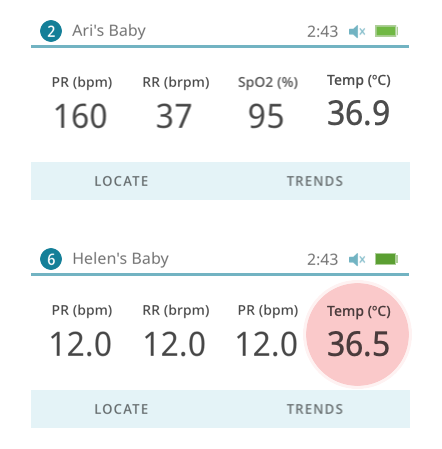 2 Ari's Baby 2:43
PR (bpm) RR (brpm) SpO2 (%) Temp (ºC)
160 37 95 36.9
LOCATE TRENDS
6 Helen's Baby 2:43
PR (bpm) RR (brpm) PR (bpm) Temp (ºC)
12.0 12.0 12.0 36.5
LOCATE TRENDS